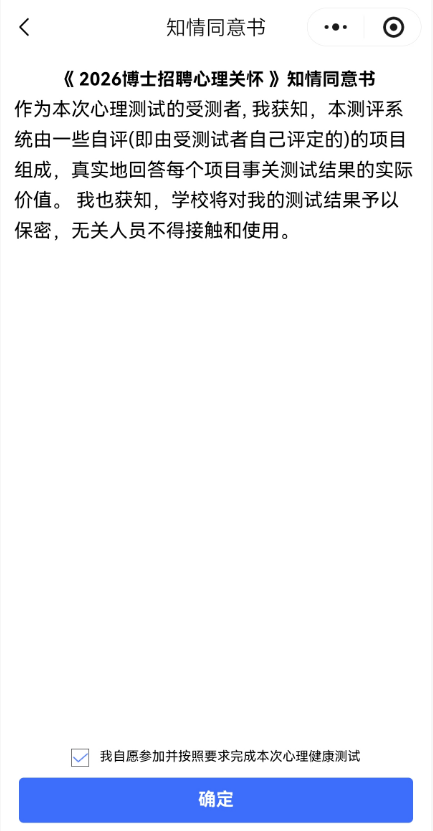 知情同意书
《 2026博士招聘心理关怀 》知情同意书
作为本次心理测试的受测者, 我获知，本测评系
统由一些自评(即由受测试者自己评定的)的项目
组成，真实地回答每个项目事关测试结果的实际
价值。 我也获知，学校将对我的测试结果予以
保密，无关人员不得接触和使用。
我自愿参加并按照要求完成本次心理健康测试
确定